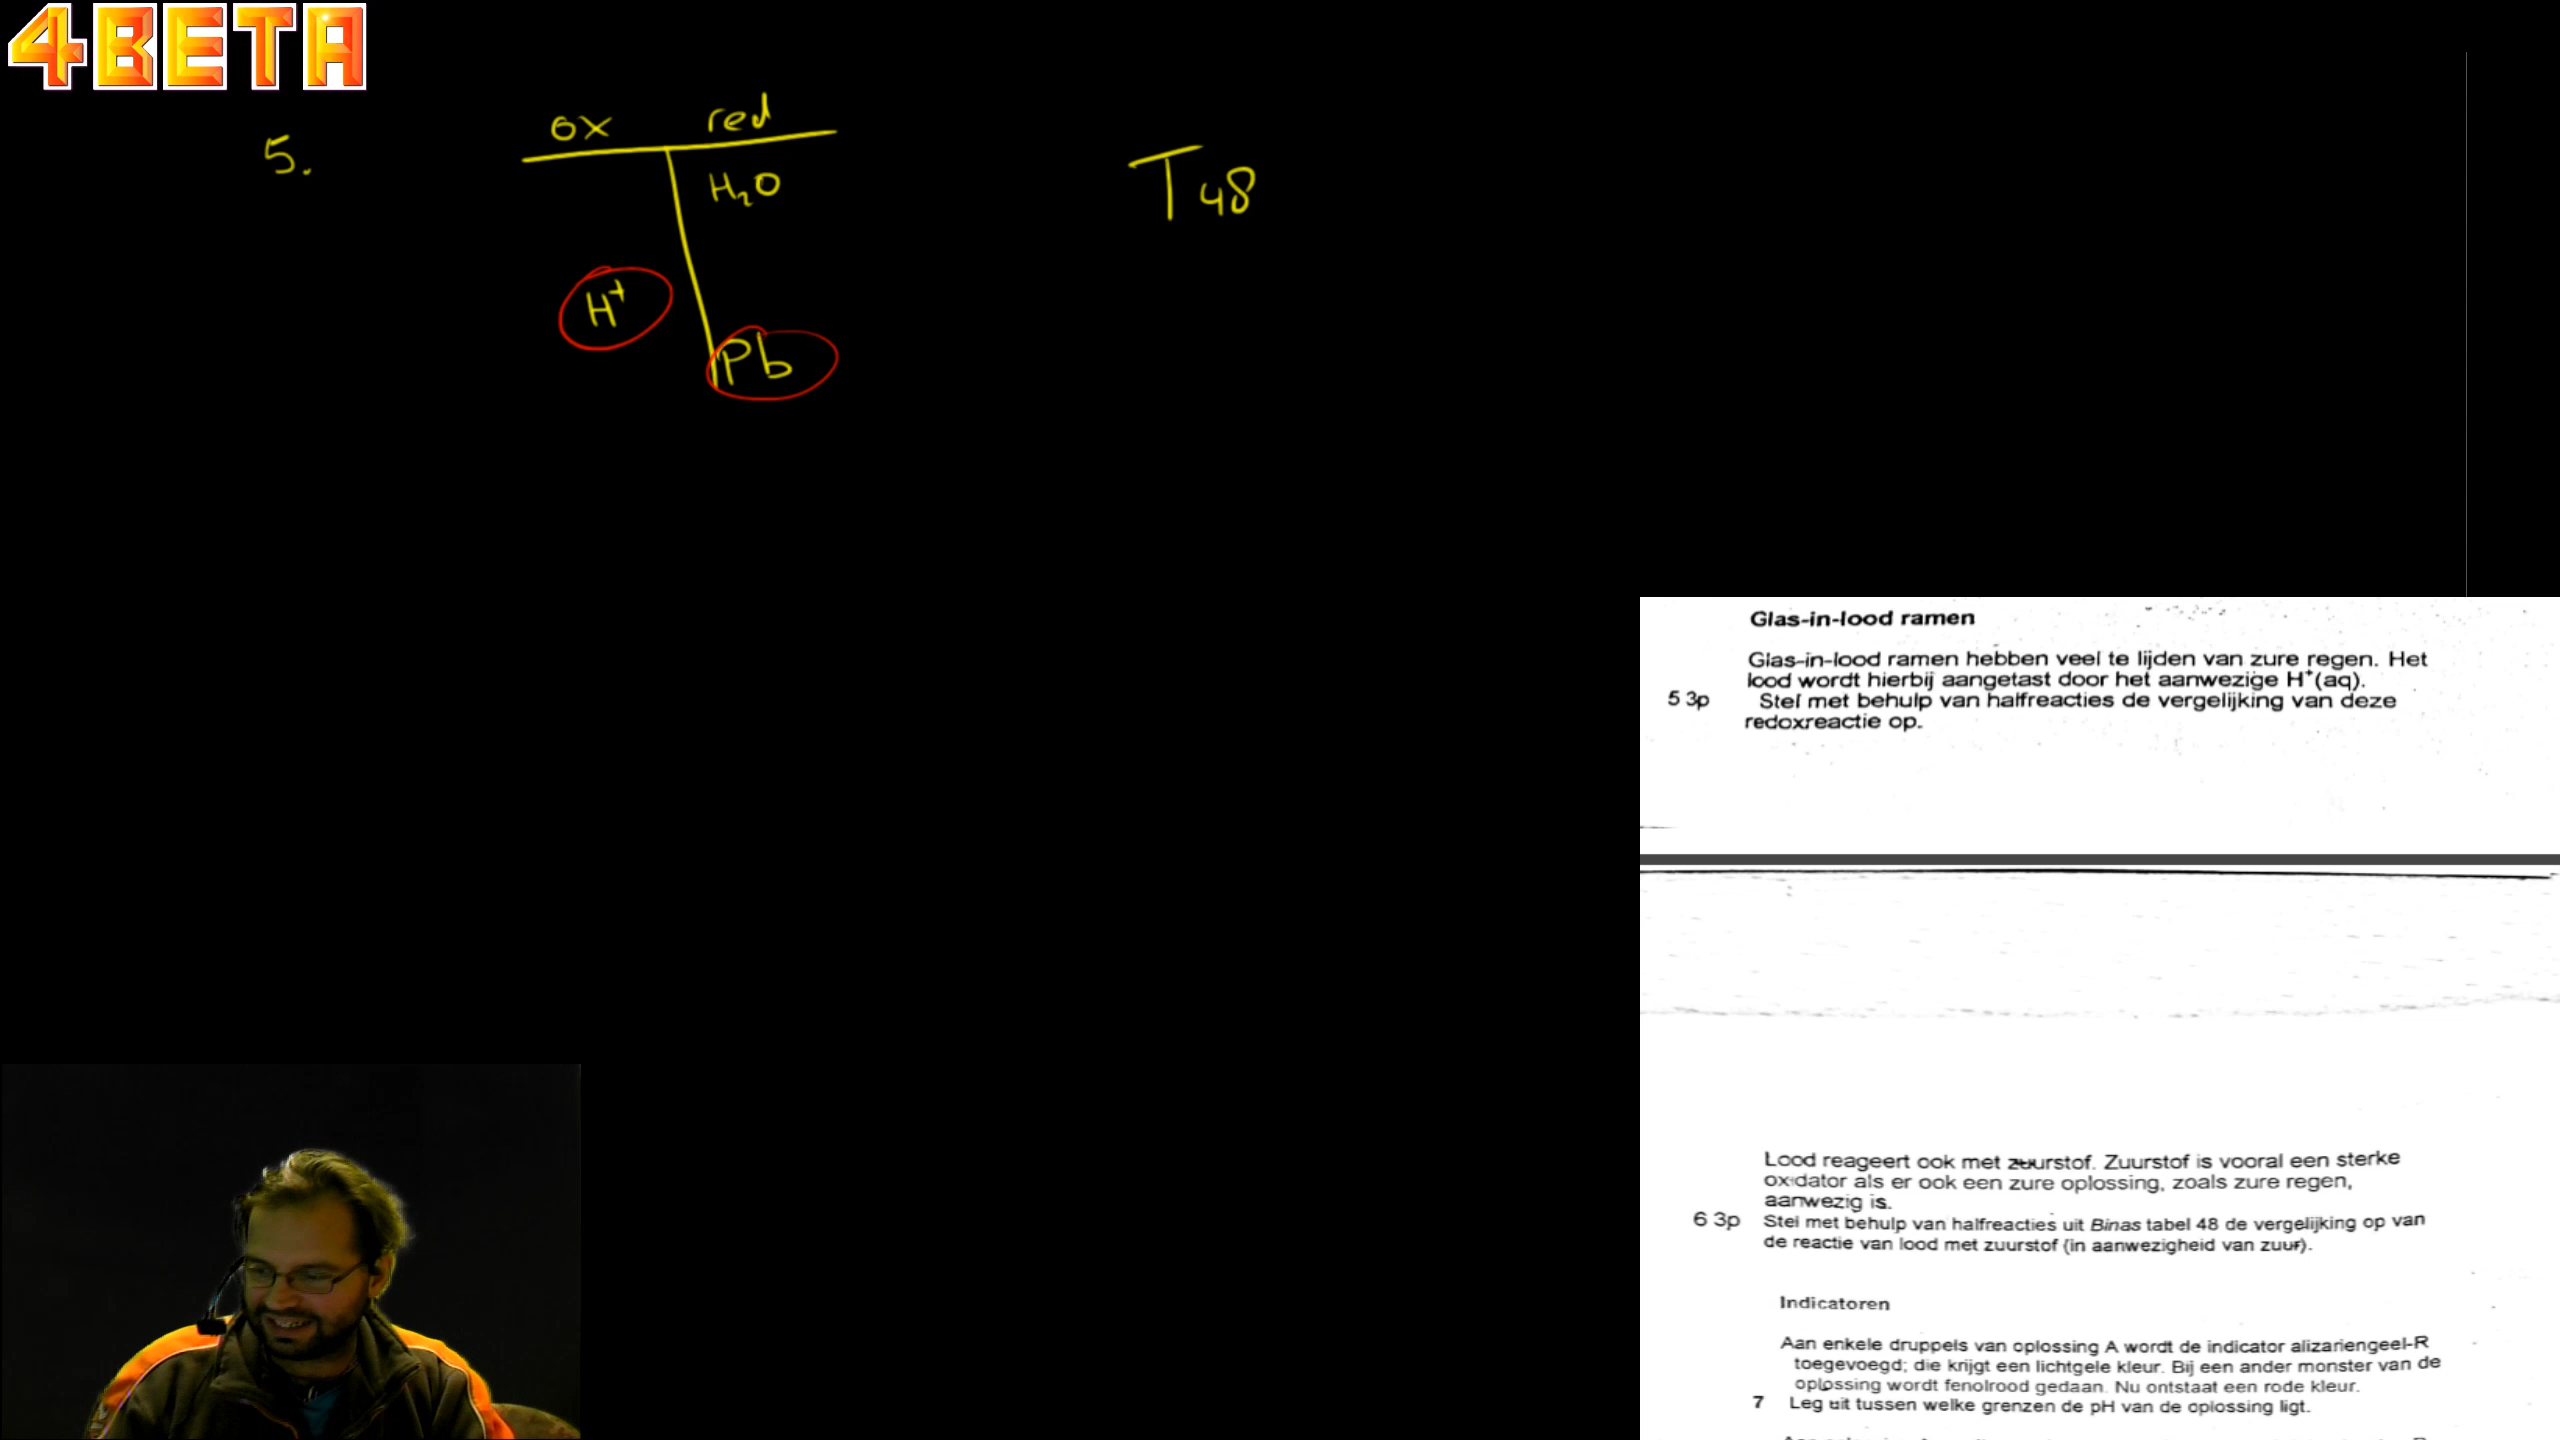 4BETA
5.
ox red
H₂O
H⁺
Pb
T48
Glas-in-lood ramen
Glas-in-lood ramen hebben veel te lijden van zure regen. Het
lood wordt hierbij aangetast door het aanwezige H⁺(aq).
5 3p Stel met behulp van halfreacties de vergelijking van deze
redoxreactie op.
Lood reageert ook met zuurstof. Zuurstof is vooral een sterke
oxidator als er ook een zure oplossing, zoals zure regen,
aanwezig is.
6 3p Stel met behulp van halfreacties uit Binas tabel 48 de vergelijking op van
de reactie van lood met zuurstof (in aanwezigheid van zuur).
Indicatoren
Aan enkele druppels van oplossing A wordt de indicator alizariengeel-R
toegevoegd; die krijgt een lichtgele kleur. Bij een ander monster van de
oplossing wordt fenolrood gedaan. Nu ontstaat een rode kleur.
7 Leg uit tussen welke grenzen de pH van de oplossing ligt.